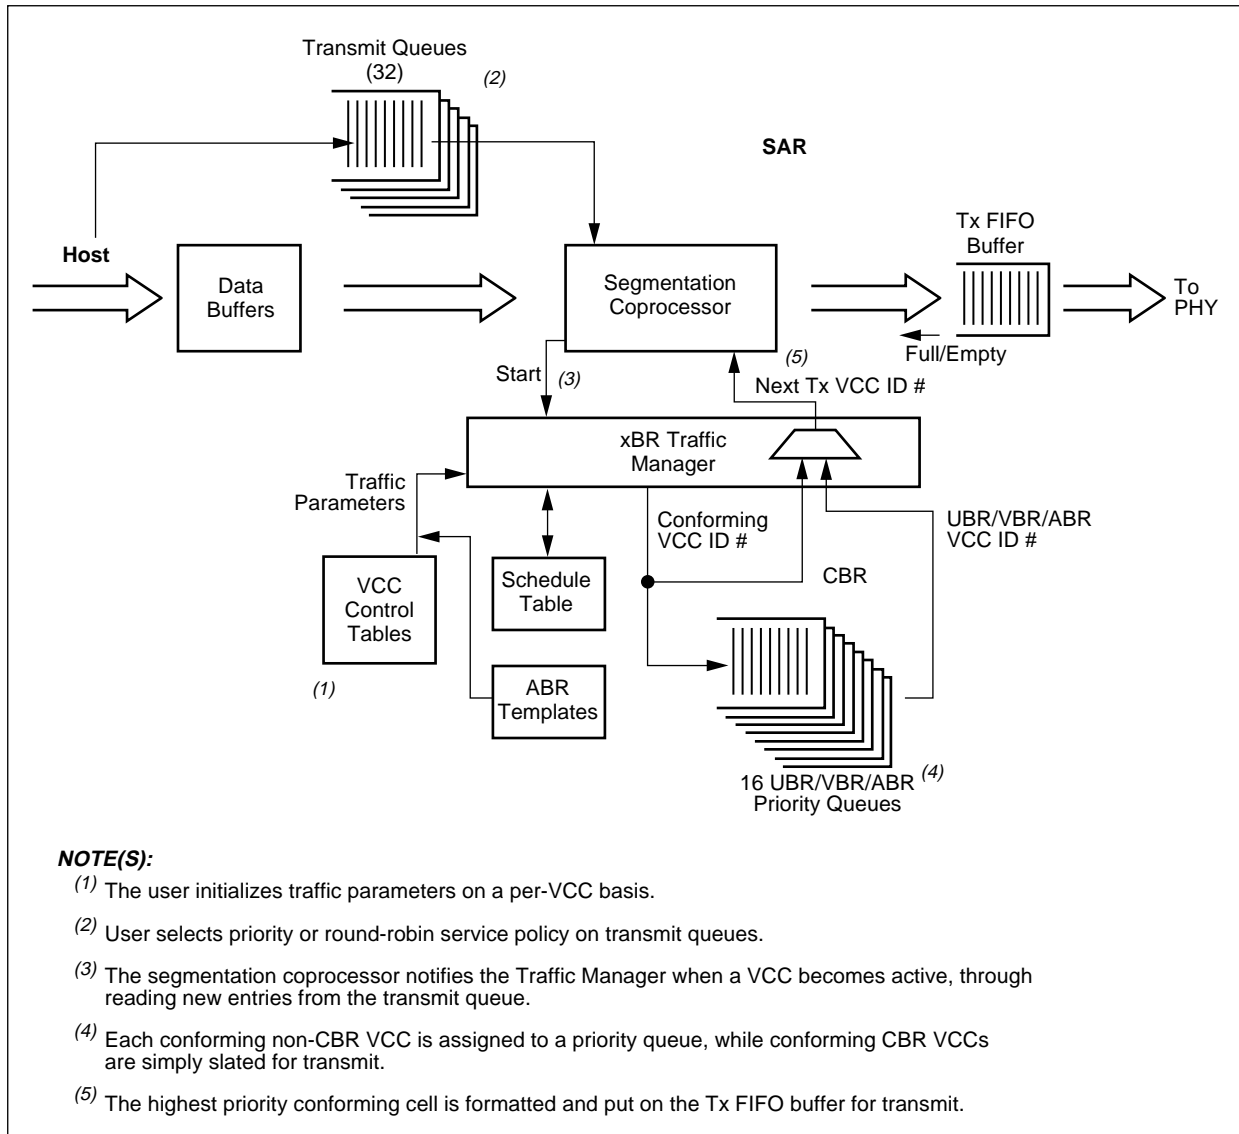 Transmit Queues
(32)
(2)
SAR
Host
Data
Buffers
Segmentation
Coprocessor
Tx FIFO
Buffer
To
PHY
Full/Empty
Start
(3)
(5)
Next Tx VCC ID #
xBR Traffic
Manager
Traffic
Parameters
Conforming
VCC ID #
UBR/VBR/ABR
VCC ID #
CBR
VCC
Control
Tables
Schedule
Table
(1)
ABR
Templates
16 UBR/VBR/ABR
Priority Queues
(4)
NOTE(S):
(1) The user initializes traffic parameters on a per-VCC basis.
(2) User selects priority or round-robin service policy on transmit queues.
(3) The segmentation coprocessor notifies the Traffic Manager when a VCC becomes active, through
reading new entries from the transmit queue.
(4) Each conforming non-CBR VCC is assigned to a priority queue, while conforming CBR VCCs
are simply slated for transmit.
(5) The highest priority conforming cell is formatted and put on the Tx FIFO buffer for transmit.